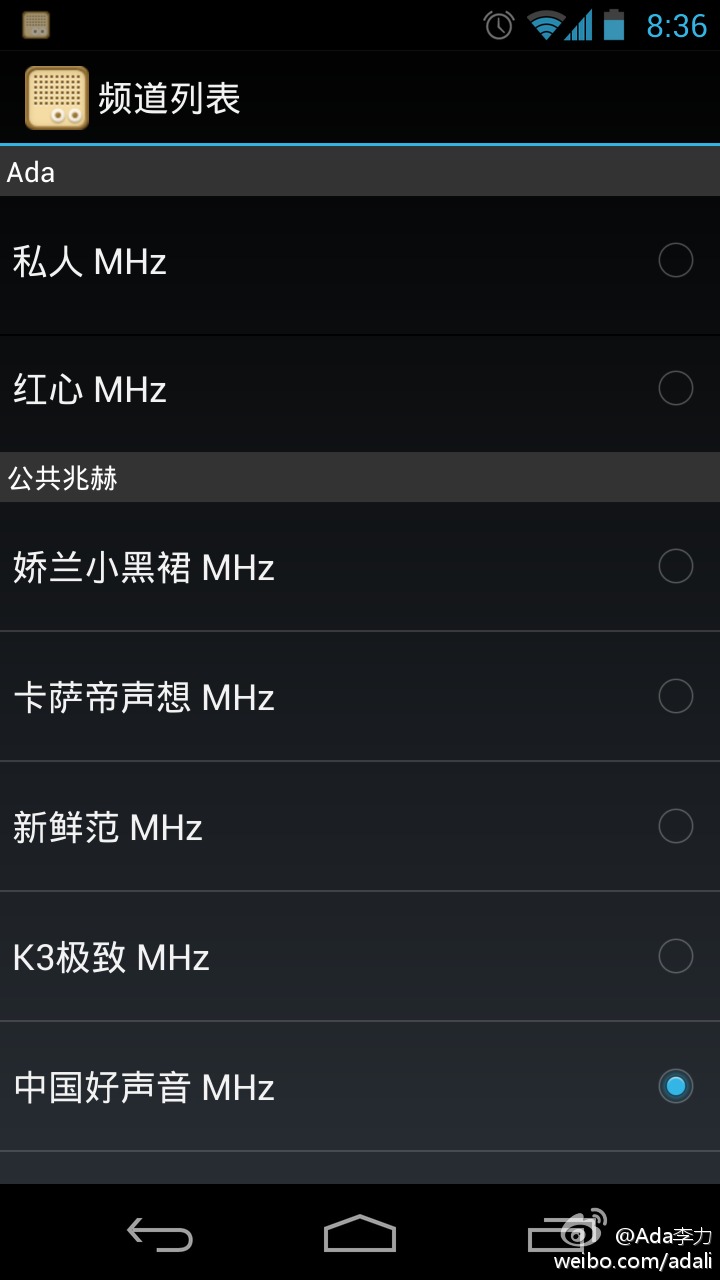 8:36
频道列表
Ada
私人 MHz
红心 MHz
公共兆赫
娇兰小黑裙 MHz
卡萨帝声想 MHz
新鲜范 MHz
K3极致 MHz
中国好声音 MHz
@Ada李力
weibo.com/adali